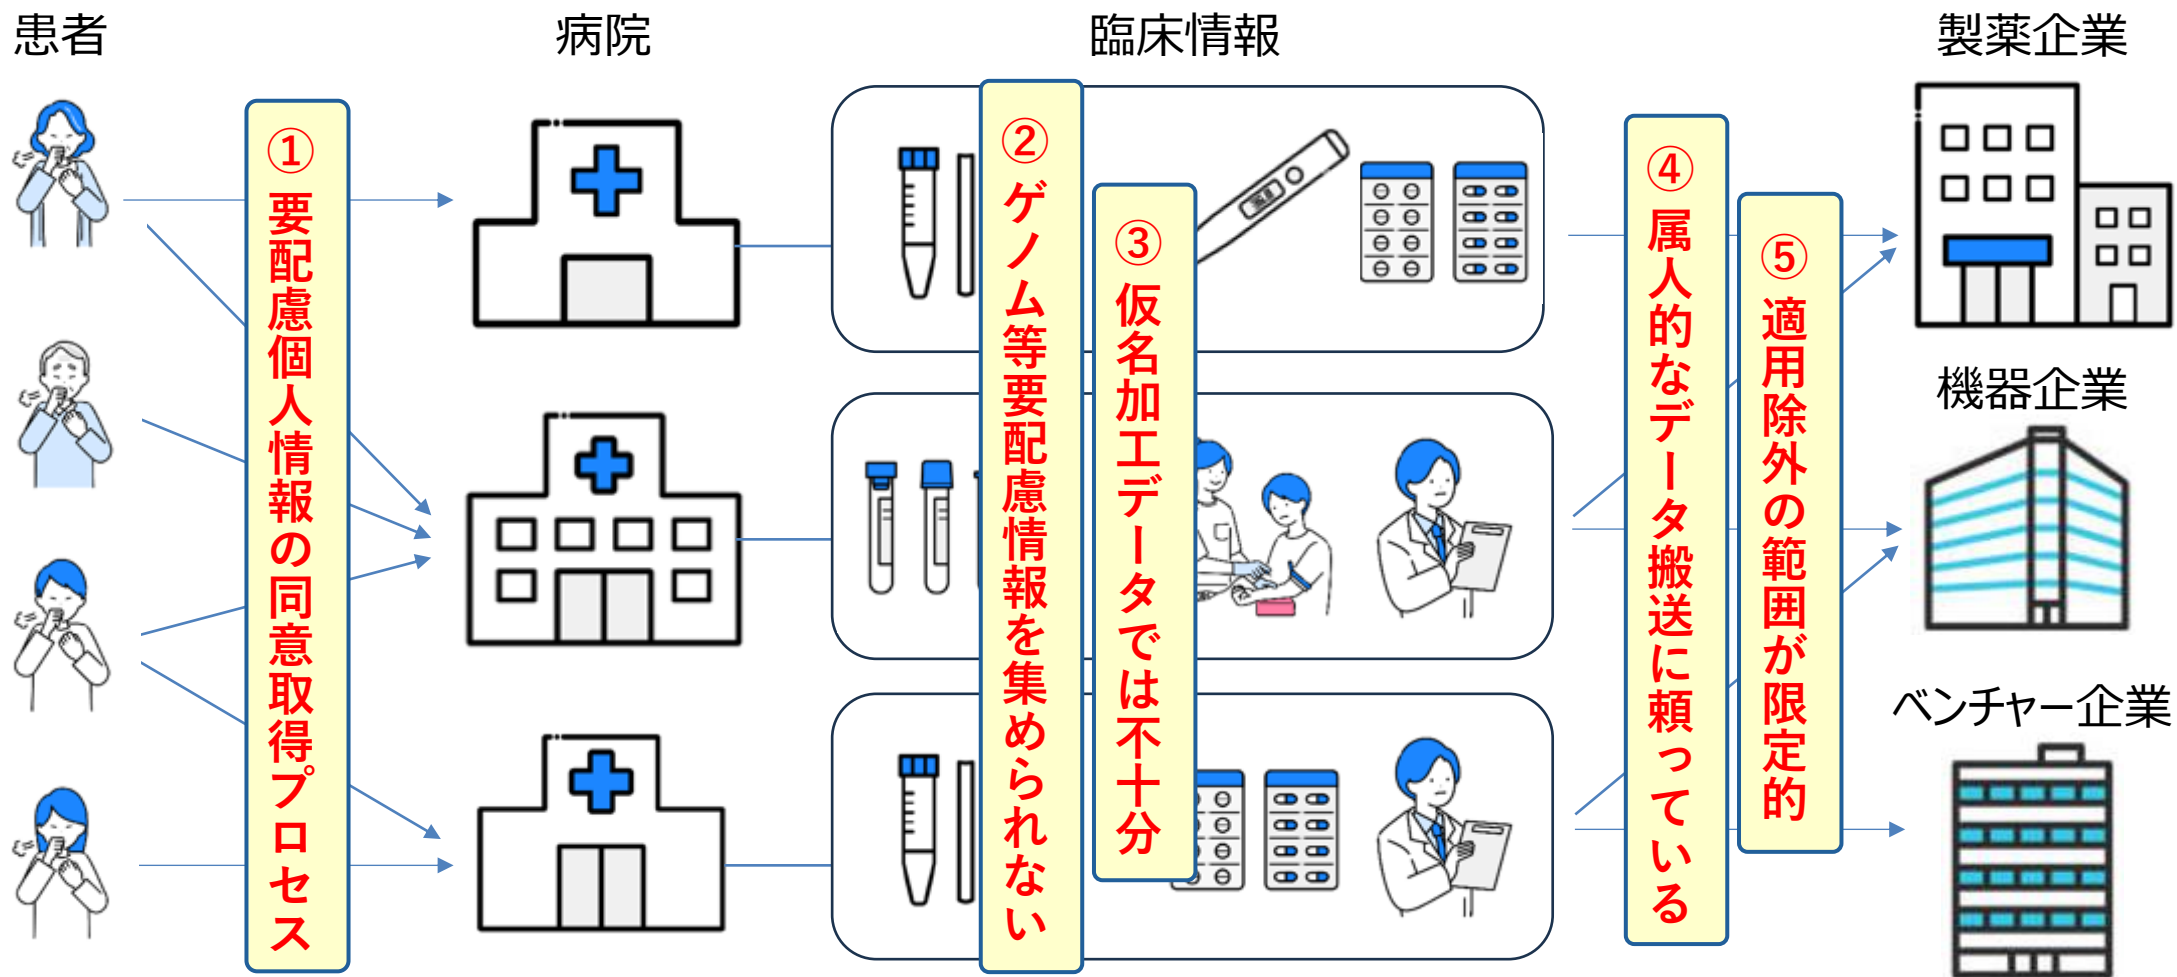 患者
病院
臨床情報
製薬企業
① 要配慮個人情報の同意取得プロセス
② ゲノム等要配慮情報を集められない
③ 仮名加工データでは不十分
④ 属人的なデータ搬送に頼っている
⑤ 適用除外の範囲が限定的
機器企業
ベンチャー企業